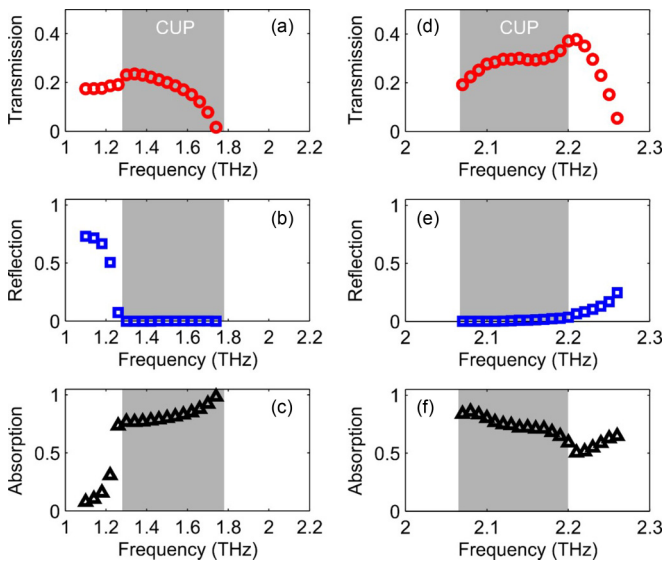 (a)
CUP
Transmission
0.4
0.2
0
1 1.2 1.4 1.6 1.8 2 2.2
Frequency (THz)
(d)
CUP
Transmission
0.4
0.2
0
2 2.1 2.2 2.3
Frequency (THz)
(b)
Reflection
1
0.5
0
1 1.2 1.4 1.6 1.8 2 2.2
Frequency (THz)
(e)
Reflection
1
0.5
0
2 2.1 2.2 2.3
Frequency (THz)
(c)
Absorption
1
0.5
0
1 1.2 1.4 1.6 1.8 2 2.2
Frequency (THz)
(f)
Absorption
1
0.5
0
2 2.1 2.2 2.3
Frequency (THz)